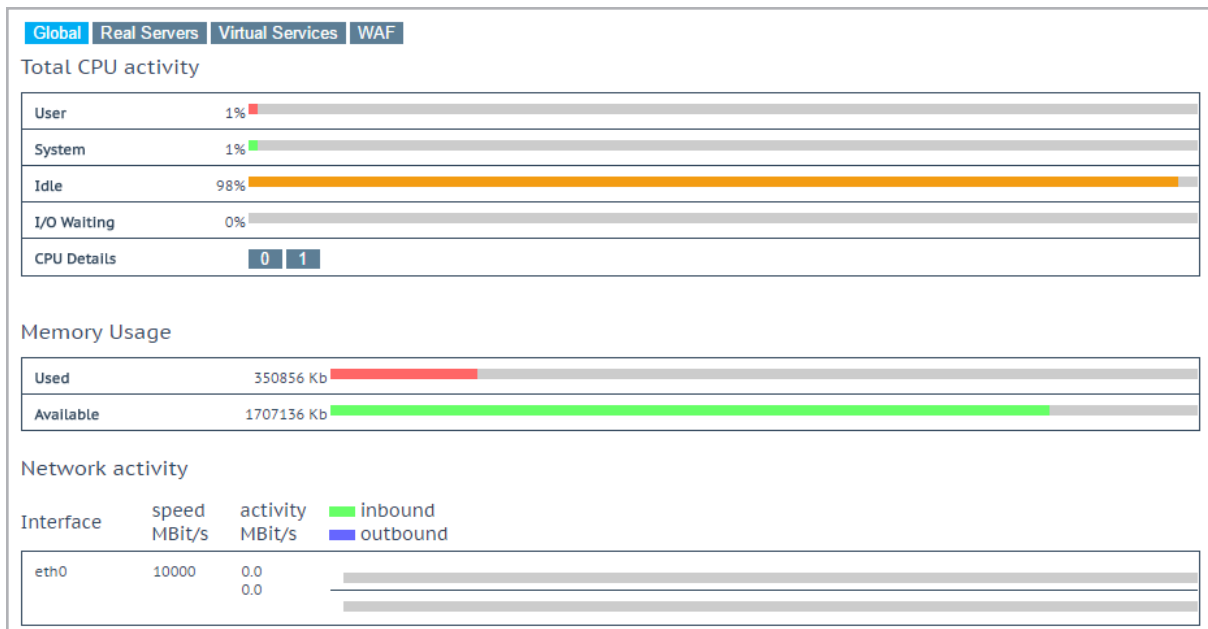 Global Real Servers Virtual Services WAF
Total CPU activity
User 1%
System 1%
Idle 98%
I/O Waiting 0%
CPU Details 0 1
Memory Usage
Used 350856 Kb
Available 1707136 Kb
Network activity
Interface speed MBit/s activity MBit/s inbound outbound
eth0 10000 0.0
0.0